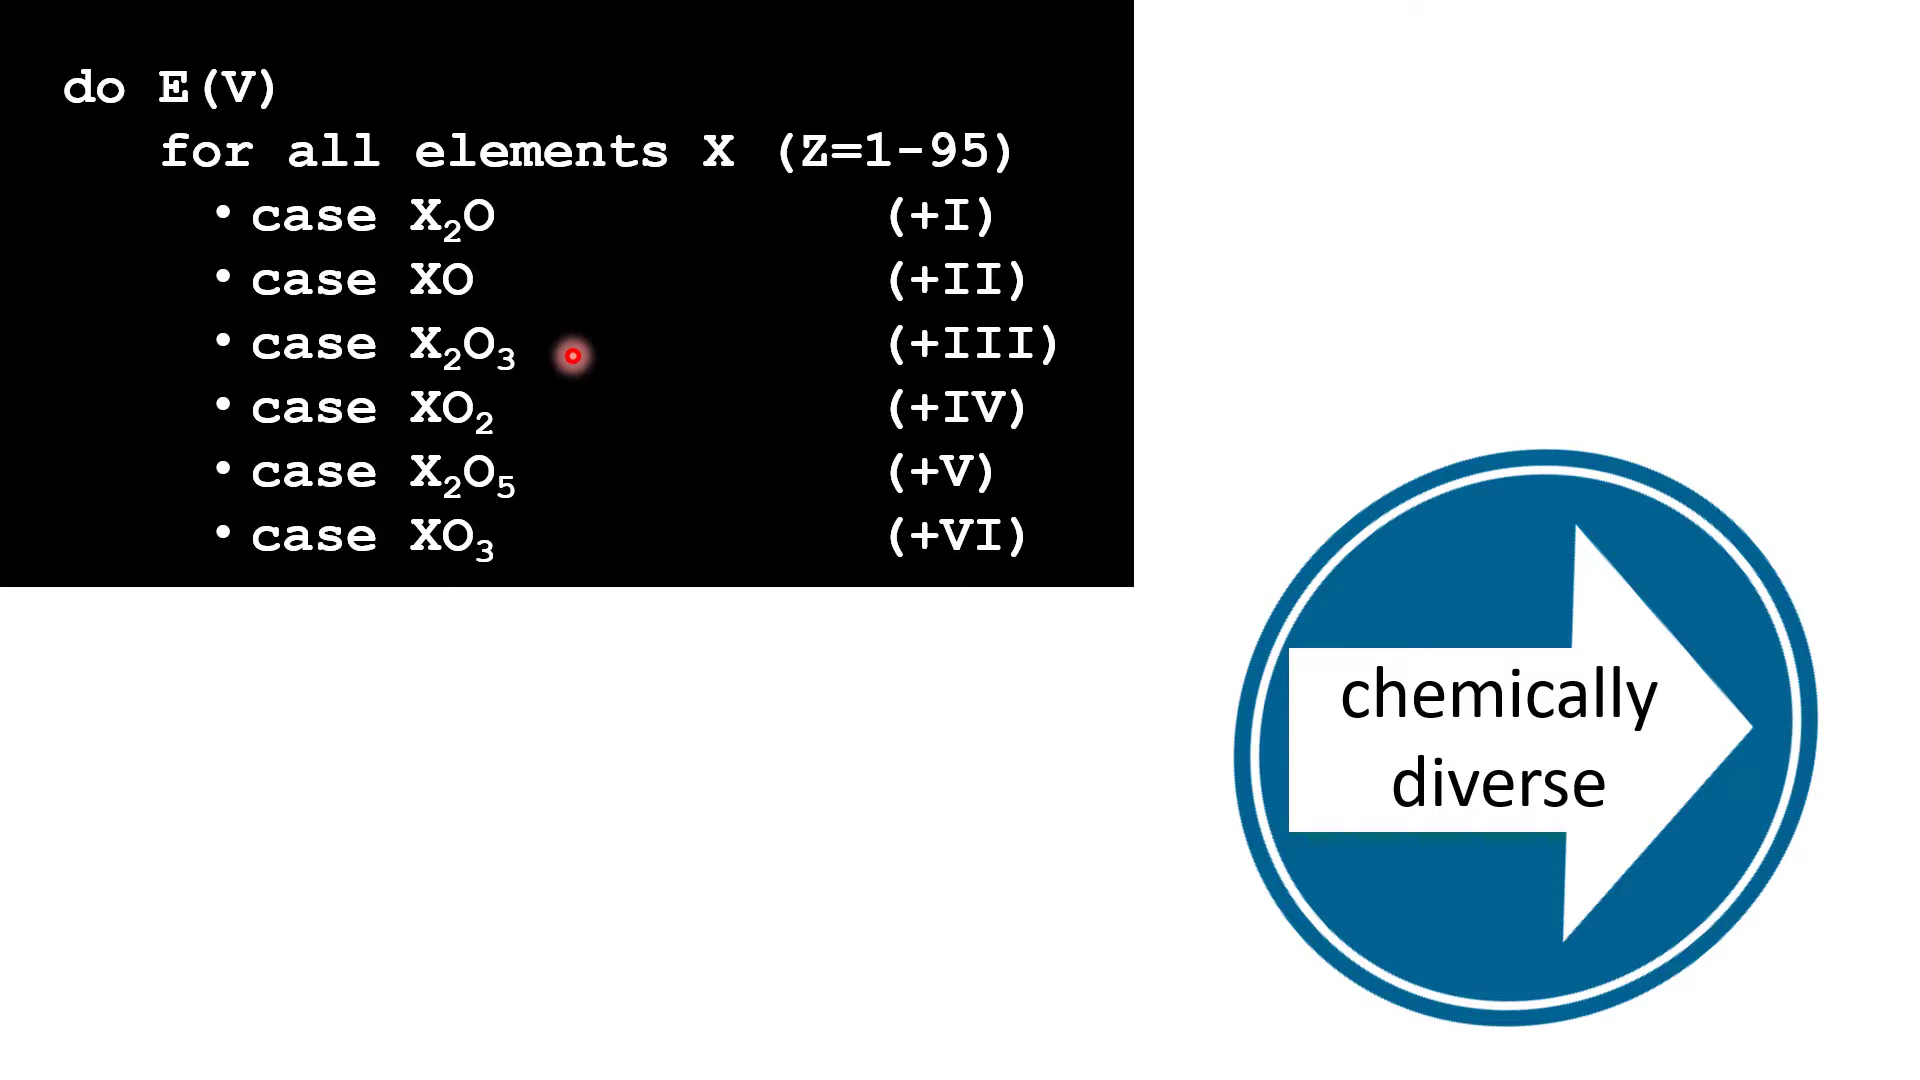 do E(V)
for all elements X (Z=1-95)
• case X₂O (+I)
• case XO (+II)
• case X₂O₃ (+III)
• case XO₂ (+IV)
• case X₂O₅ (+V)
• case XO₃ (+VI)
chemically
diverse